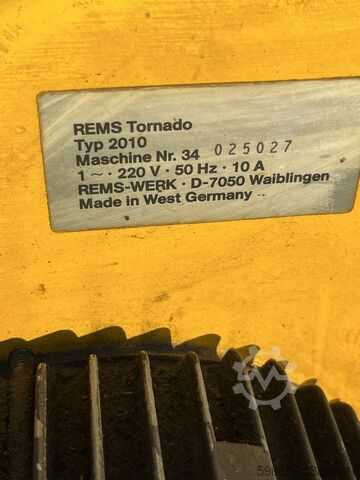 REMS Tornado
Typ 2010
Maschine Nr. 34 025027
1 ~ · 220 V · 50 Hz · 10 A
REMS-WERK · D-7050 Waiblingen
Made in West Germany